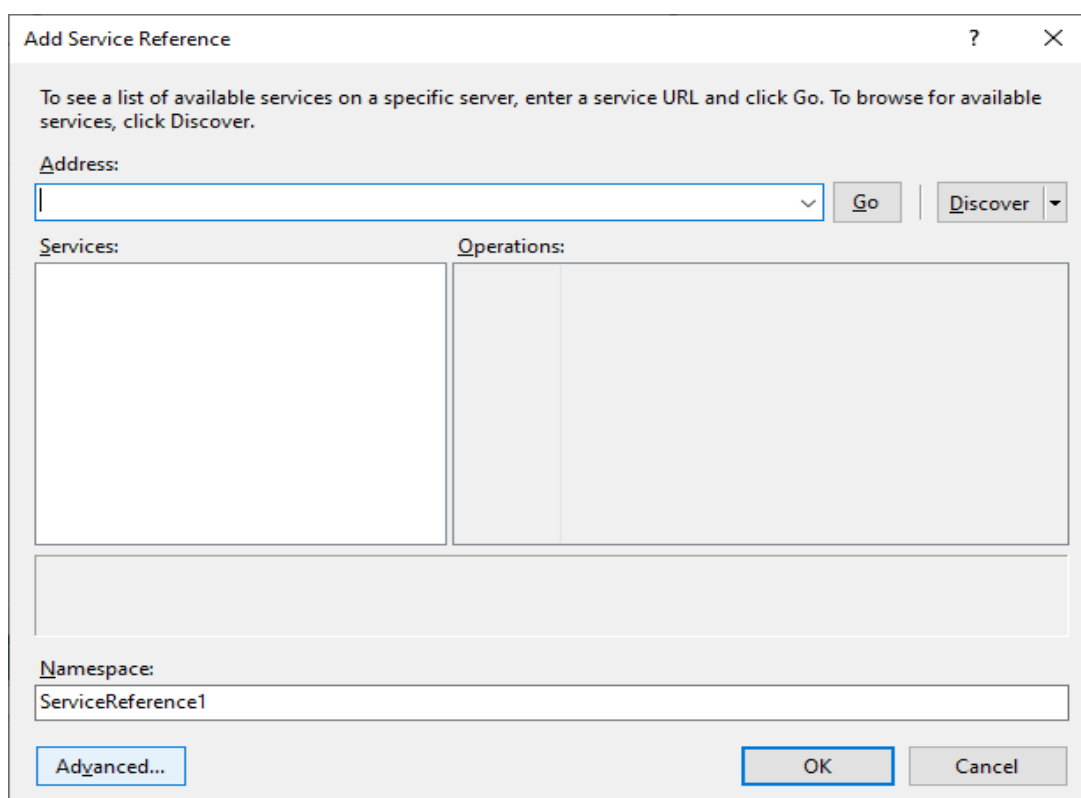 Add Service Reference
?
To see a list of available services on a specific server, enter a service URL and click Go. To browse for available
services, click Discover.
Address:
Go
Discover
Services:
Operations:
Namespace:
ServiceReference1
Advanced...
OK
Cancel